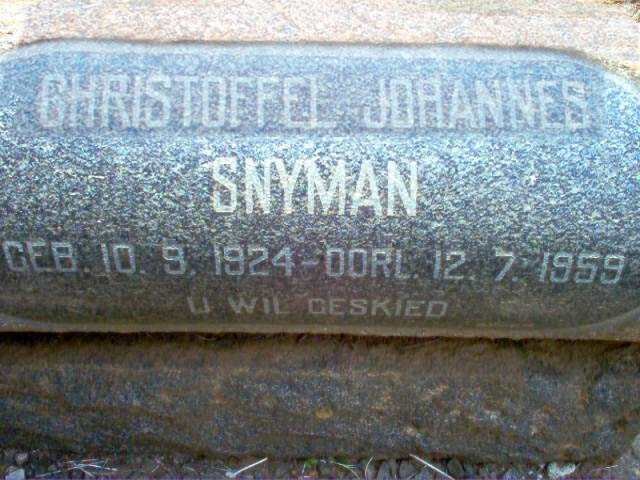 CHRISTOFFEL JOHANNES
SNYMAN
GEB. 10. 9. 1924 - OORL. 12. 7. 1959
U WIL GESKIED